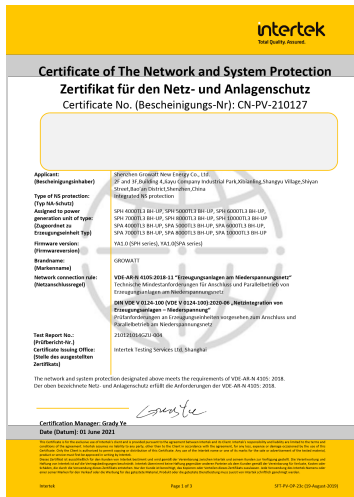 intertek
Total Quality. Assured.
Certificate of The Network and System Protection
Zertifikat für den Netz- und Anlagenschutz
Certificate No. (Bescheinigungs-Nr): CN-PV-210127
Applicant: Shenzhen Growatt New Energy Co., Ltd.
(Bescheinigungsinhaber) 2F and 3F,Building 4,Jiayu Company Industrial Park,Xibianling,Shangyu Village,Shiyan
Street,Bao'an District,Shenzhen,China
Type of NS protection: Integrated NS protection
(Typ NA-Schutz)
Assigned to power SPH 4000TL3 BH-UP, SPH 5000TL3 BH-UP, SPH 6000TL3 BH-UP,
generation unit of type: SPH 7000TL3 BH-UP, SPH 8000TL3 BH-UP, SPH 10000TL3 BH-UP
(Zugeordnet zu SPA 4000TL3 BH-UP, SPA 5000TL3 BH-UP, SPA 6000TL3 BH-UP,
Erzeugungseinheit Typ) SPA 7000TL3 BH-UP, SPA 8000TL3 BH-UP, SPA 10000TL3 BH-UP
Firmware version: YA1.0 (SPH series), YA1.0(SPA series)
(Firmwareversion)
Brandname: GROWATT
(Markennamen)
Network connection rule: VDE-AR-N 4105:2018-11 “Erzeugungsanlagen am Niederspannungsnetz”
(Netzanschlussregel) Technische Mindestanforderungen für Anschluss und Parallelbetrieb von
Erzeugungsanlagen am Niederspannungsnetz
DIN VDE V 0124-100 (VDE V 0124-100):2020-06 „Netzintegration von
Erzeugungsanlagen – Niederspannung”
Prüfanforderungen an Erzeugungseinheiten vorgesehen zum Anschluss und
Parallelbetrieb am Niederspannungsnetz
Test Report No.: 210121014GZU-004
(Prüfbericht-Nr.)
Certificate Issuing Office: Intertek Testing Services Ltd. Shanghai
(Stelle des ausgestellten
Zertifikats)
The network and system protection designated above meets the requirements of VDE-AR-N 4105: 2018.
Der oben bezeichnete Netz- und Anlagenschutz erfüllt die Anforderungen der VDE-AR-N 4105: 2018.
Certification Manager: Grady Ye
Date (Datum): 01 June 2021
Intertek Page 1 of 3 SFT-PV-OP-23c (19-August-2019)